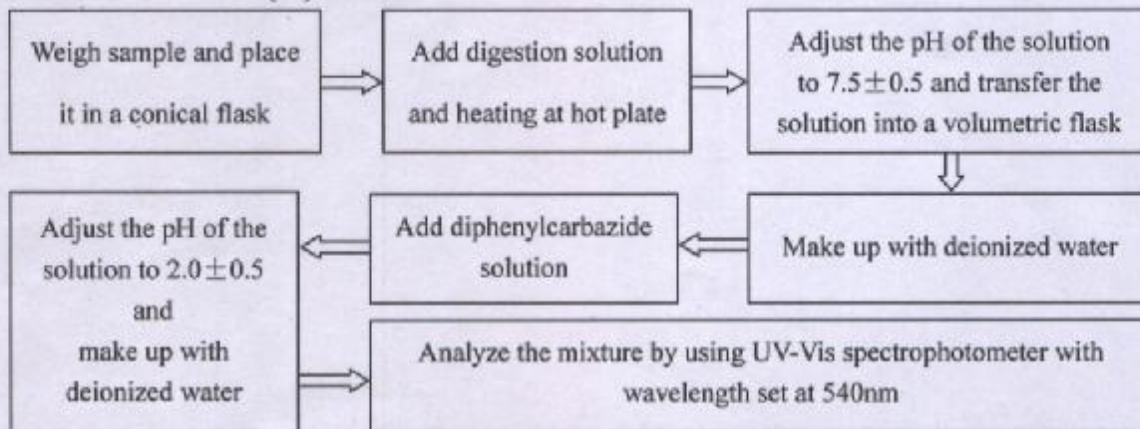 Weigh sample and place
it in a conical flask
Add digestion solution
and heating at hot plate
Adjust the pH of the solution
to 7.5±0.5 and transfer the
solution into a volumetric flask
Make up with deionized water
Add diphenylcarbazide
solution
Adjust the pH of the
solution to 2.0±0.5
and
make up with
deionized water
Analyze the mixture by using UV-Vis spectrophotometer with
wavelength set at 540nm